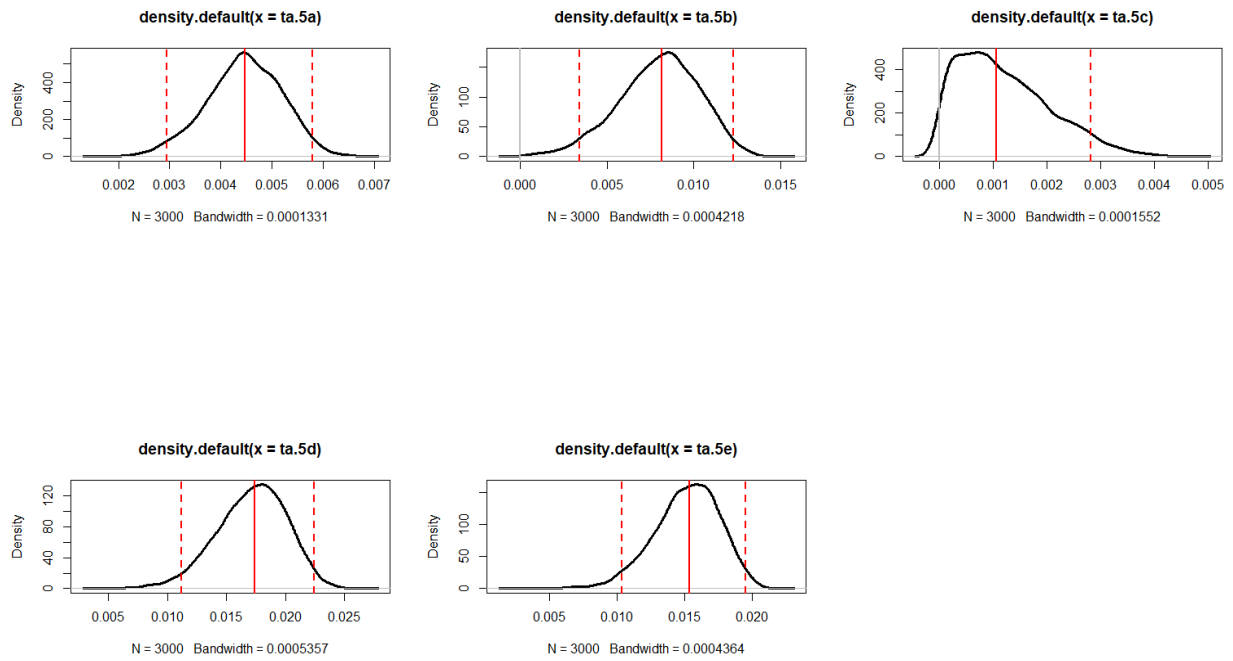 density.default(x = ta.5a)
Density
0 200 400
0.002 0.003 0.004 0.005 0.006 0.007
N = 3000 Bandwidth = 0.0001331
density.default(x = ta.5b)
Density
0 50 100
0.000 0.005 0.010 0.015
N = 3000 Bandwidth = 0.0004218
density.default(x = ta.5c)
Density
0 200 400
0.000 0.001 0.002 0.003 0.004 0.005
N = 3000 Bandwidth = 0.0001552
density.default(x = ta.5d)
Density
0 40 80 120
0.005 0.010 0.015 0.020 0.025
N = 3000 Bandwidth = 0.0005357
density.default(x = ta.5e)
Density
0 50 100
0.000 0.005 0.010 0.015 0.020
N = 3000 Bandwidth = 0.0004364